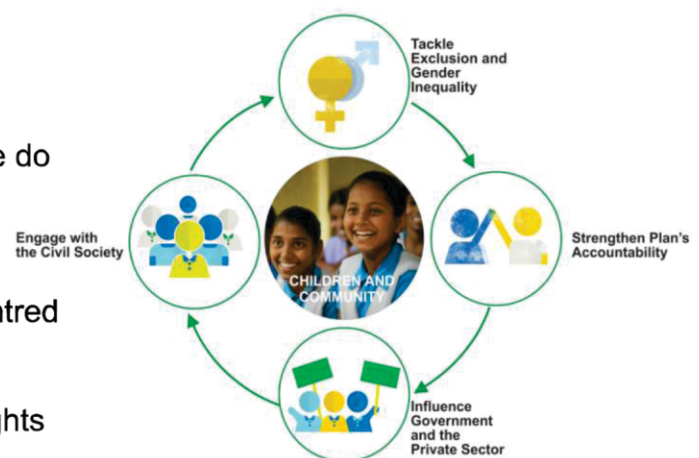 Tackle
Exclusion and
Gender
Inequality
e do
Engage with
the Civil Society
Strengthen Plan's
Accountability
CHILDREN AND
COMMUNITY
ntred
ghts
Influence
Government
and the
Private Sector